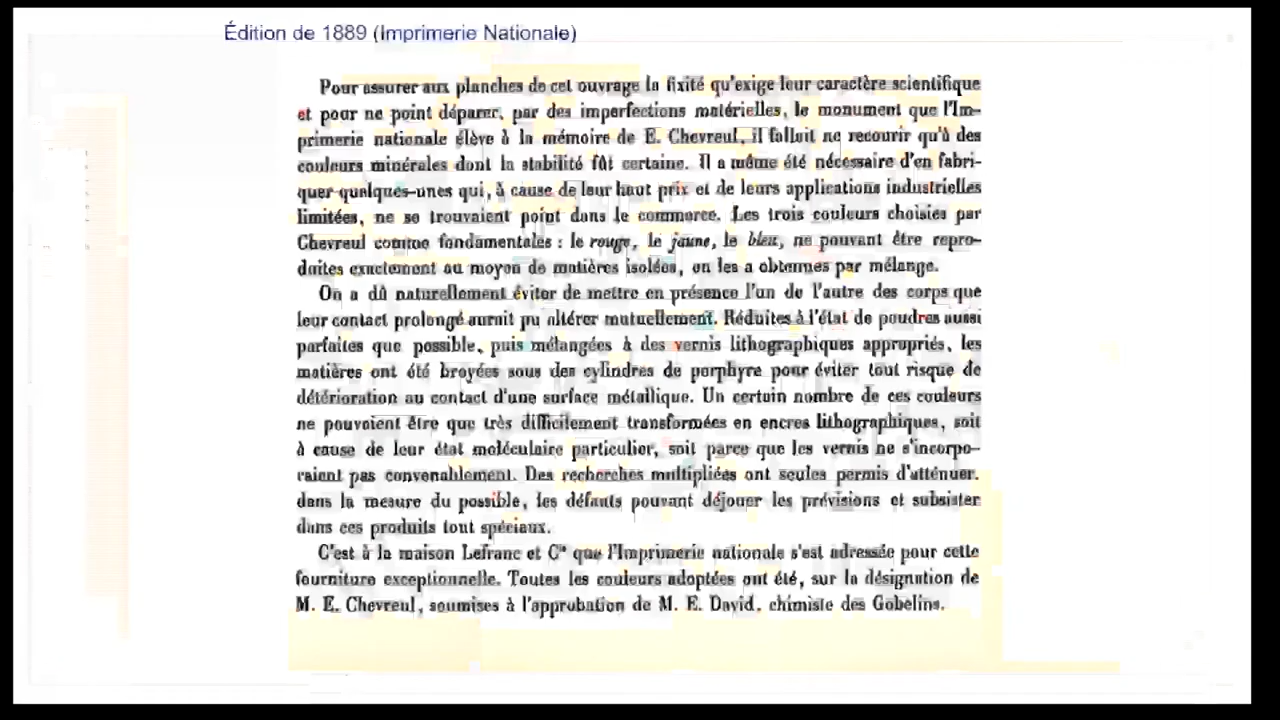 Édition de 1889 (Imprimerie Nationale)
Pour assurer aux planches de cet ouvrage la fixité qu'exige leur caractère scientifique
et pour ne point déparer, par des imperfections matérielles, le monument que l'Im-
primerie nationale élève à la mémoire de E. Chevreul, il fallait ne recourir qu'à des
couleurs minérales dont la stabilité fût certaine. Il a même été nécessaire d'en fabri-
quer quelques-unes qui, à cause de leur haut prix et de leurs applications industrielles
limitées, ne se trouvaient point dans le commerce. Les trois couleurs choisies par
Chevreul comme fondamentales : le rouge, le jaune, le bleu, ne pouvant être repro-
duites exactement au moyen de matières isolées, on les a obtenues par mélange.
On a dû naturellement éviter de mettre en présence l'un de l'autre des corps que
leur contact prolongé aurait pu altérer mutuellement. Réduites à l'état de poudres aussi
parfaites que possible, puis mélangées à des vernis lithographiques appropriés, les
matières ont été broyées sous des cylindres de porphyre pour éviter tout risque de
détérioration au contact d'une surface métallique. Un certain nombre de ces couleurs
ne pouvaient être que très difficilement transformées en encres lithographiques, soit
à cause de leur état moléculaire particulier, soit parce que les vernis ne s'incorpo-
raient pas convenablement. Des recherches multipliées ont seules permis d'atténuer,
dans la mesure du possible, les défauts pouvant déjouer les prévisions et subsister
dans ces produits tout spéciaux.
C'est à la maison Lefranc et Cie que l'Imprimerie nationale s'est adressée pour cette
fourniture exceptionnelle. Toutes les couleurs adoptées ont été, sur la désignation de
M. E. Chevreul, soumises à l'approbation de M. E. David, chimiste des Gobelins.